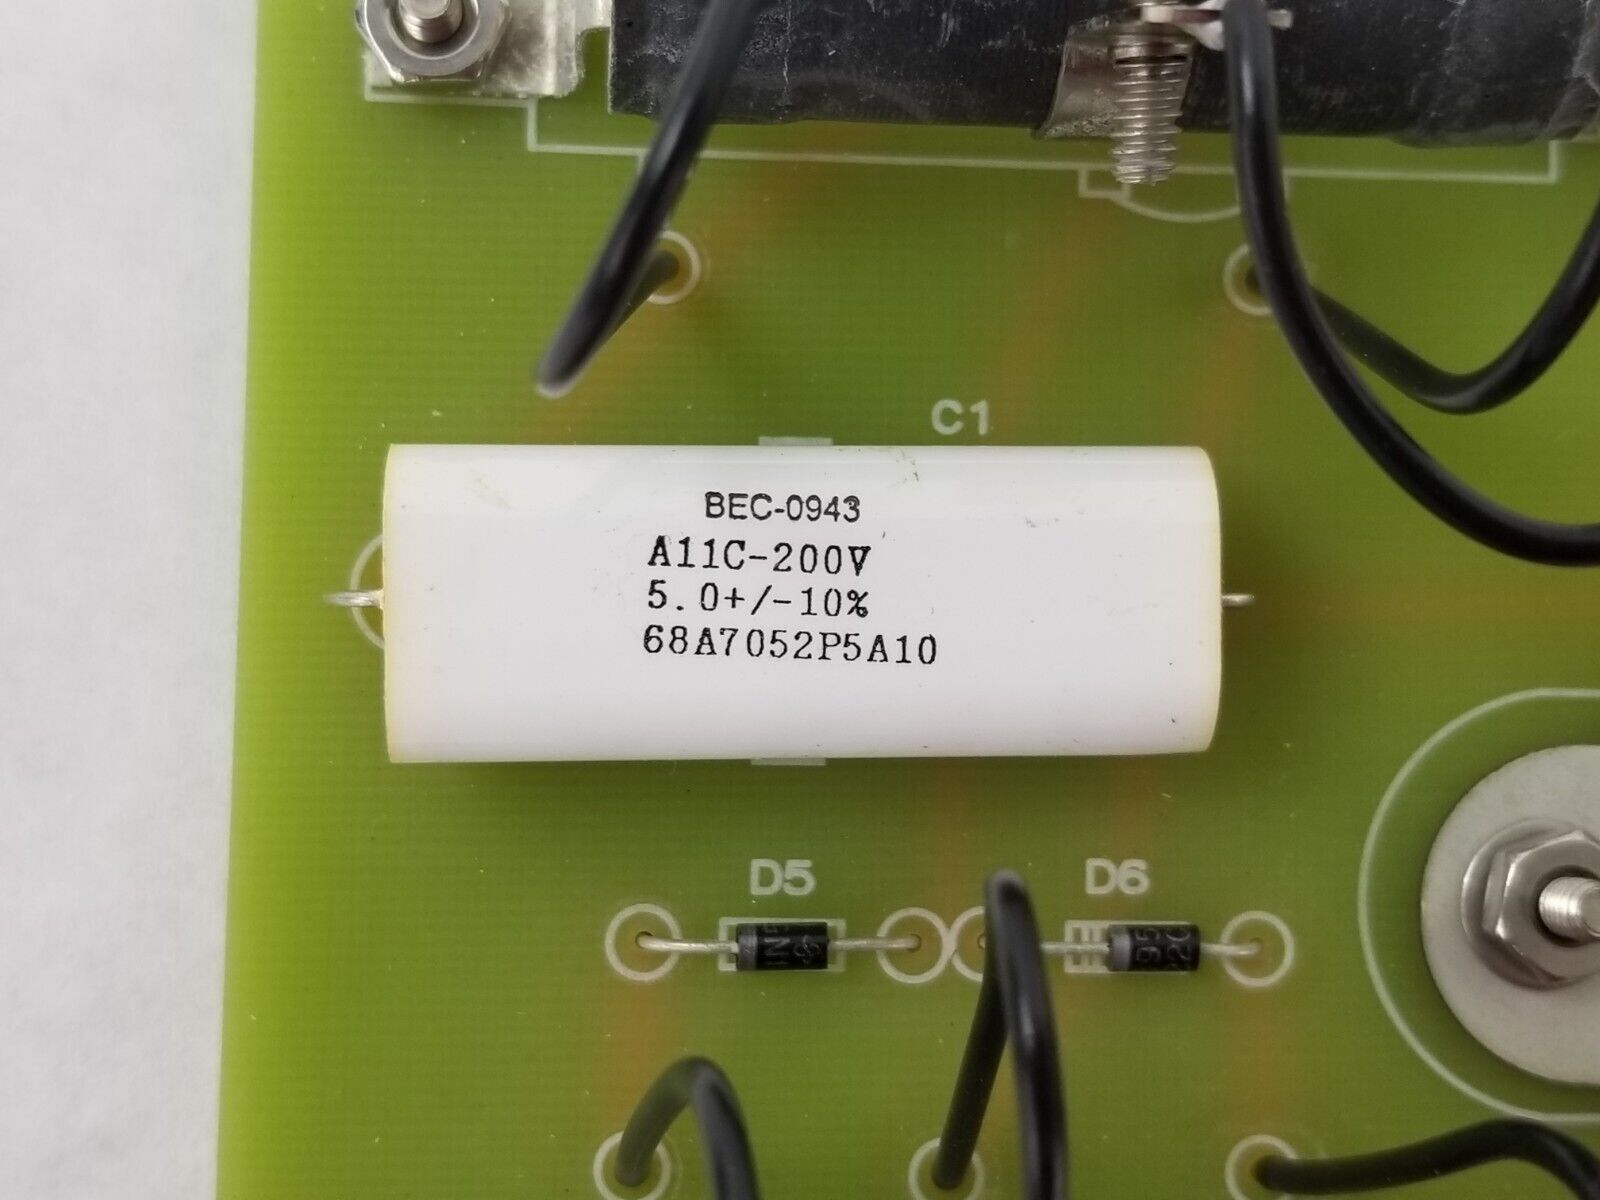 C1
BEC-0943
A11C-200V
5.0+/-10%
68A7052P5A10
D5
D6